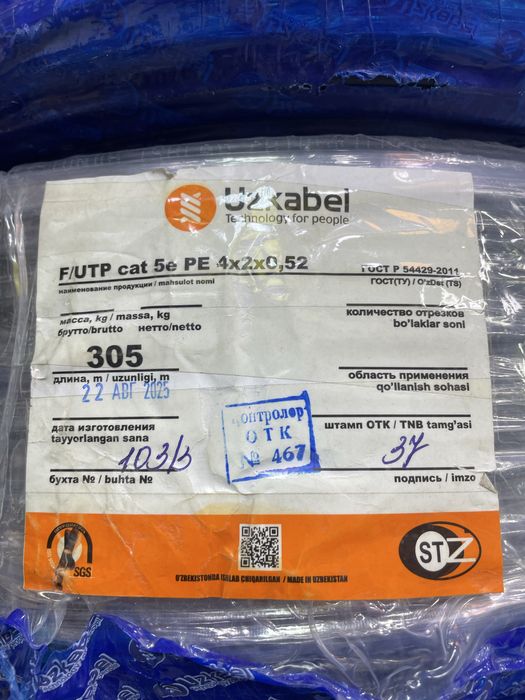 Uzkabel
Technology for people
F/UTP cat 5e PE 4x2x0,52
ГОСТ Р 54429-2011
наименование продукции / mahsulot nomi
ГОСТ(ТУ) / O'zDst (TS)
масса, kg / massa, kg
брутто/brutto нетто/netto
количество отрезков
bo'laklar soni
305
длина, m / uzunligi, m
область применения
qo'llanish sohasi
22 АВГ 2025
дата изготовления
tayyorlangan sana
контролер
ОТК
№ 467
штамп ОТК / TNB tamg'asi
103/3
37
бухта № / buhta №
подпись / imzo
SGS
STZ
O'ZBEKISTONDA ISHLAB CHIQARILGAN / MADE IN UZBEKISTAN